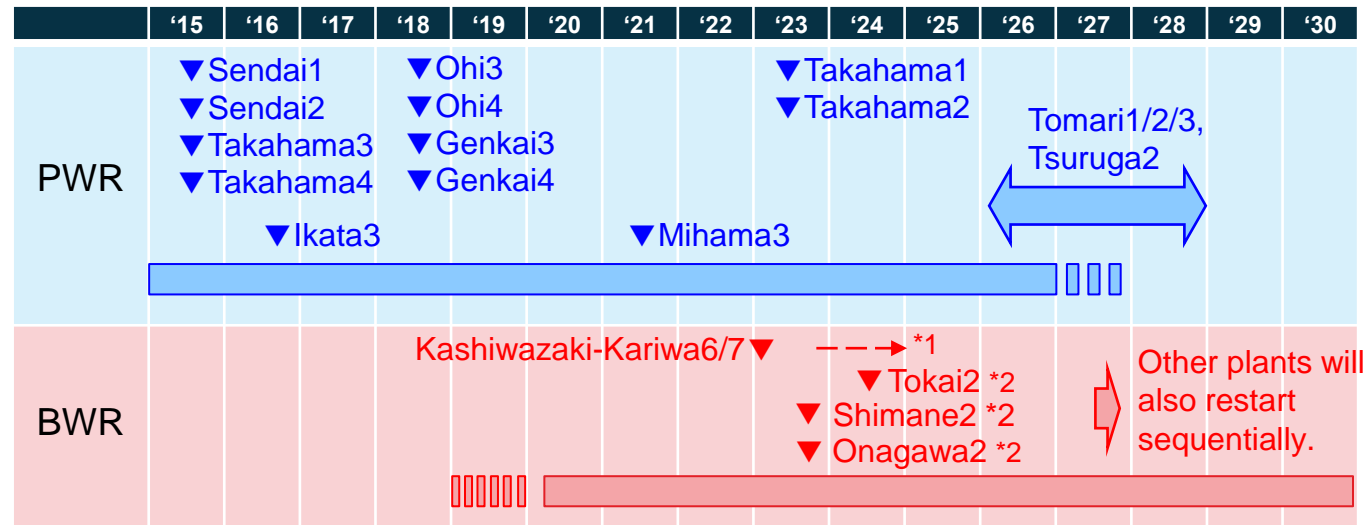 ‘15 ‘16 ‘17 ‘18 ‘19 ‘20 ‘21 ‘22 ‘23 ‘24 ‘25 ‘26 ‘27 ‘28 ‘29 ‘30
PWR
▼Sendai1
▼Sendai2
▼Takahama3
▼Takahama4
▼Ikata3
▼Ohi3
▼Ohi4
▼Genkai3
▼Genkai4
▼Mihama3
▼Takahama1
▼Takahama2
Tomari1/2/3,
Tsuruga2
BWR
Kashiwazaki-Kariwa6/7▼ *1
▼Tokai2 *2
▼ Shimane2 *2
▼ Onagawa2 *2
Other plants will
also restart
sequentially.